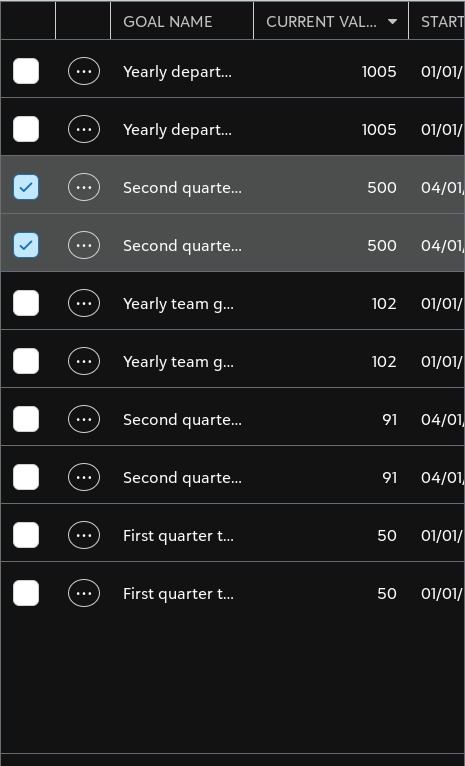 GOAL NAME CURRENT VAL... START
Yearly depart... 1005 01/01/
Yearly depart... 1005 01/01/
Second quarte... 500 04/01/
Second quarte... 500 04/01/
Yearly team g... 102 01/01/
Yearly team g... 102 01/01/
Second quarte... 91 04/01/
Second quarte... 91 04/01/
First quarter t... 50 01/01/
First quarter t... 50 01/01/